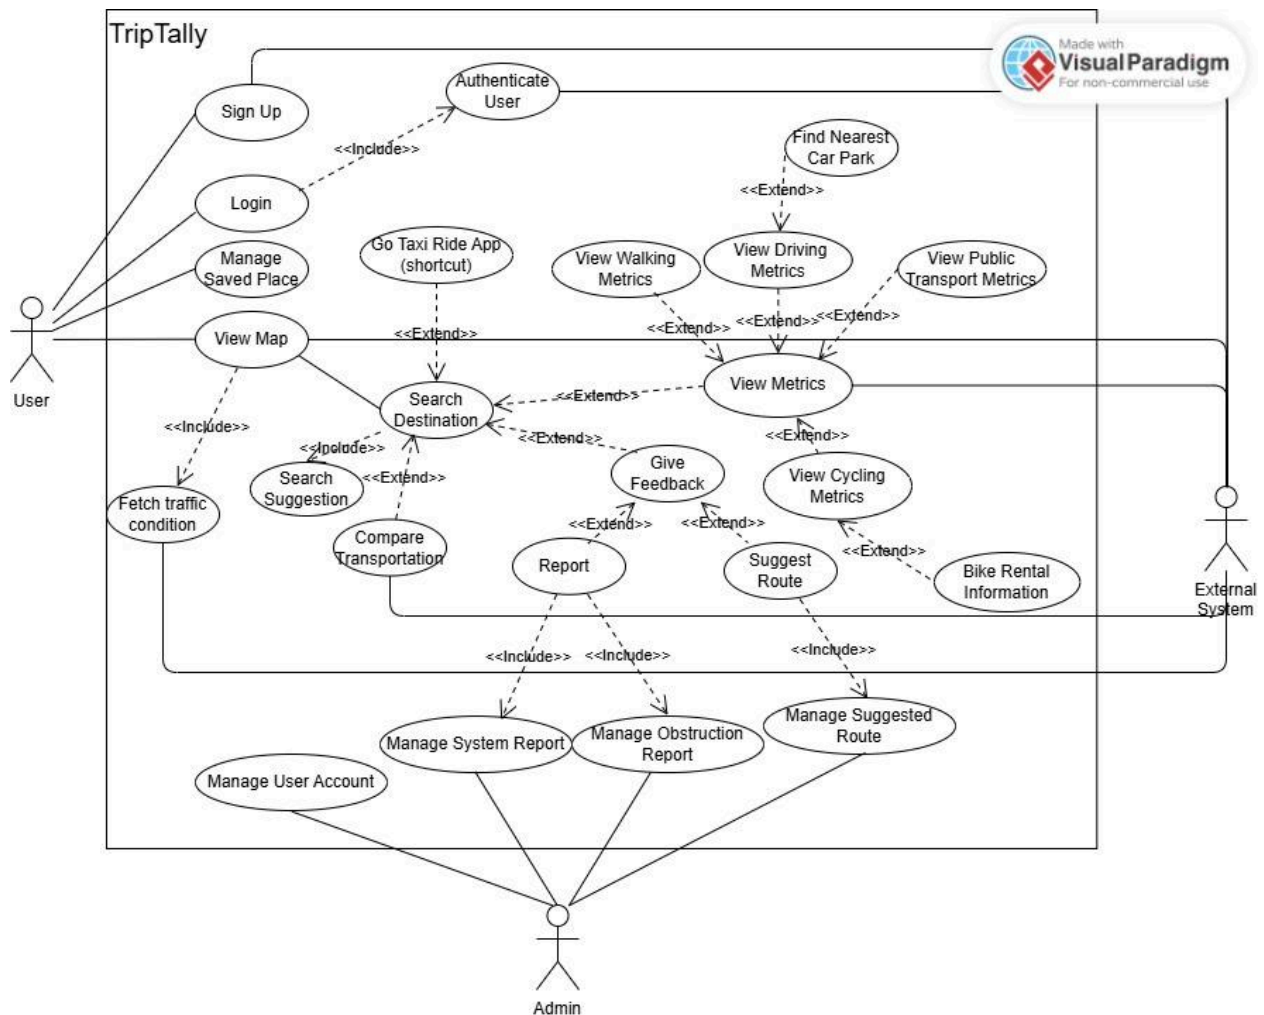 TripTally
Made with
Visual Paradigm
For non-commercial use
Authenticate
User
Sign Up
<<Include>>
Find Nearest
Car Park
<<Extend>>
Login
Manage
Saved Place
Go Taxi Ride App
(shortcut)
View Walking
Metrics
View Driving
Metrics
View Public
Transport Metrics
View Map
<<Extend>>
<<Extend>>
<<Extend>>
<<Extend>>
User
Search
Destination
<<Extend>>
View Metrics
<<Include>>
<<Include>>
<<Extend>>
<<Extend>>
Search
Suggestion
<<Extend>>
Give
Feedback
View Cycling
Metrics
Fetch traffic
condition
Compare
Transportation
<<Extend>>
<<Extend>>
<<Extend>>
Report
Suggest
Route
Bike Rental
Information
External
System
<<Include>>
<<Include>>
<<Include>>
Manage System Report
Manage Obstruction
Report
Manage Suggested
Route
Manage User Account
Admin